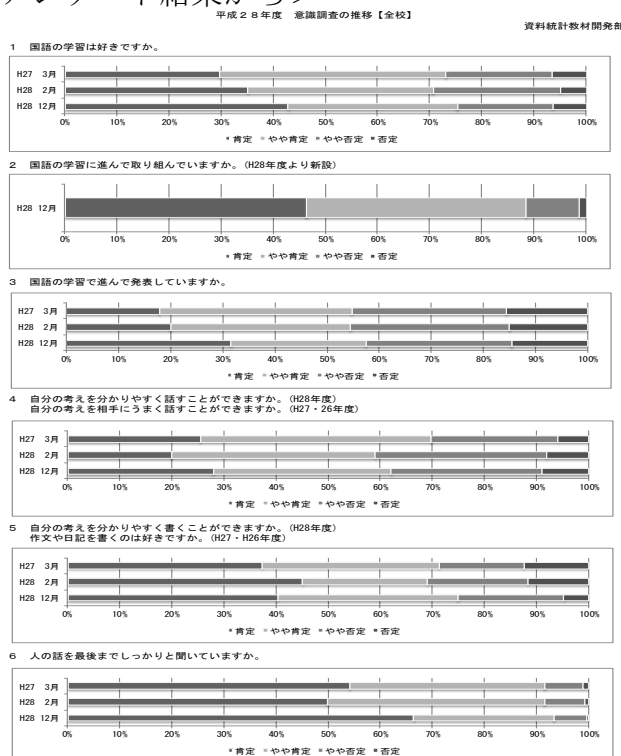 平成28年度 意識調査の推移【全校】
資料統計教材開発部
1 国語の学習は好きですか。
H27 3月
H28 2月
H28 12月
0% 10% 20% 30% 40% 50% 60% 70% 80% 90% 100%
肯定 やや肯定 やや否定 否定
2 国語の学習に進んで取り組んでいますか。(H28年度より新設)
H28 12月
0% 10% 20% 30% 40% 50% 60% 70% 80% 90% 100%
肯定 やや肯定 やや否定 否定
3 国語の学習で進んで発表していますか。
H27 3月
H28 2月
H28 12月
0% 10% 20% 30% 40% 50% 60% 70% 80% 90% 100%
肯定 やや肯定 やや否定 否定
4 自分の考えを分かりやすく話すことができますか。(H28年度)
自分の考えを相手にうまく話すことができますか。(H27・26年度)
H27 3月
H28 2月
H28 12月
0% 10% 20% 30% 40% 50% 60% 70% 80% 90% 100%
肯定 やや肯定 やや否定 否定
5 自分の考えを分かりやすく書くことができますか。(H28年度)
作文や日記を書くのは好きですか。(H27・H26年度)
H27 3月
H28 2月
H28 12月
0% 10% 20% 30% 40% 50% 60% 70% 80% 90% 100%
肯定 やや肯定 やや否定 否定
6 人の話を最後までしっかりと聞いていますか。
H27 3月
H28 2月
H28 12月
0% 10% 20% 30% 40% 50% 60% 70% 80% 90% 100%
肯定 やや肯定 やや否定 否定